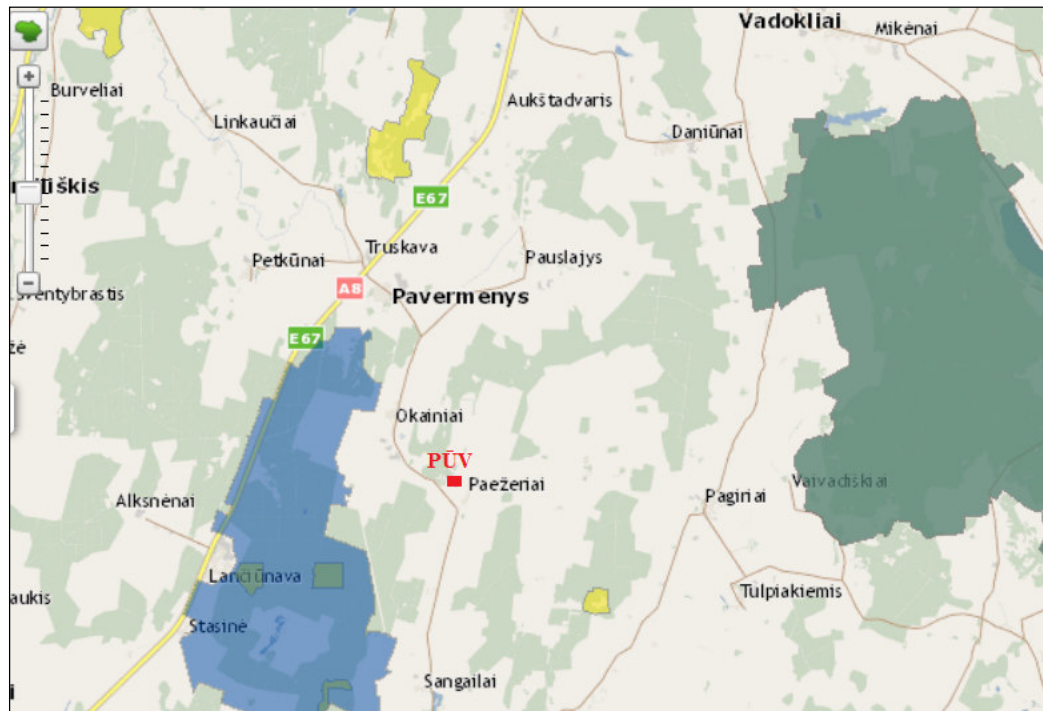 Vadokliai
Mikėnai
Burveliai
Linkaučiai
Aukštadvaris
Daniūnai
E67
Truskava
Petkūnai
Pauslajys
A8
Pavermenys
E67
Okainiai
PŪV
Paežeriai
Vaivadiškiai
Pagiriai
Alksnėnai
Lančiūnava
Tulpiakiemis
aukis
Stasinė
Sangailai